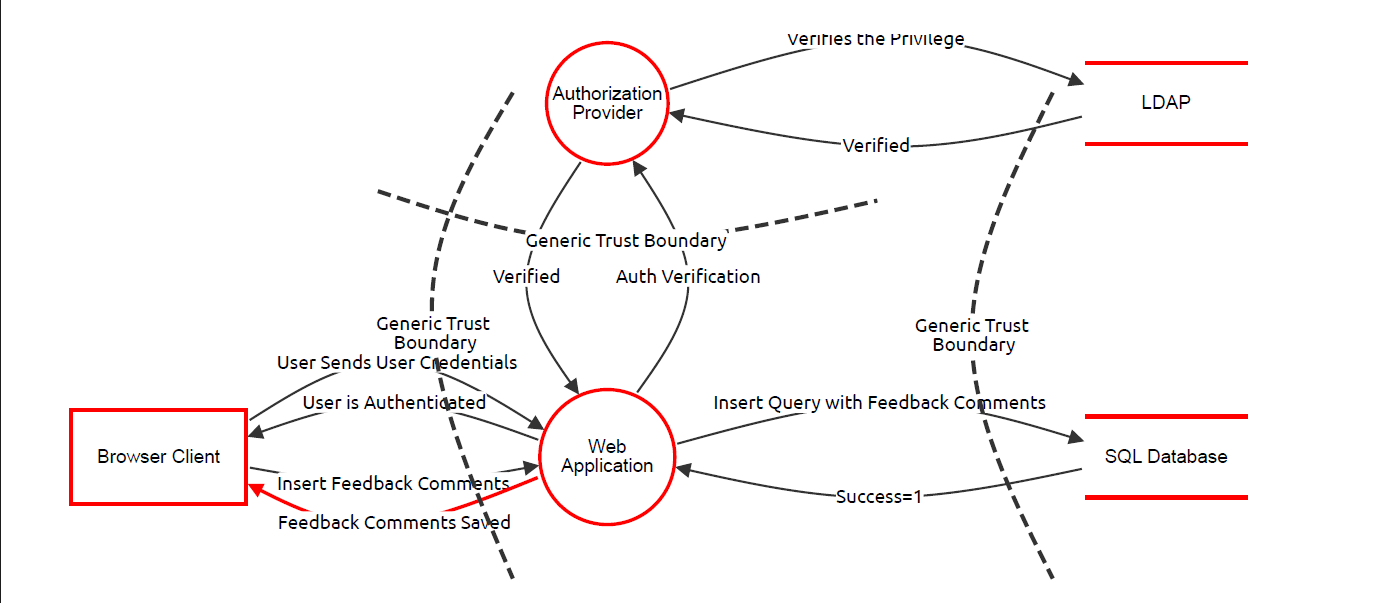 Verifies the Privilege
Authorization
Provider
LDAP
Verified
Generic Trust Boundary
Verified
Auth Verification
Generic Trust
Boundary
Generic Trust
Boundary
User Sends User Credentials
User is Authenticated
Insert Query with Feedback Comments
Browser Client
Web
Application
SQL Database
Insert Feedback Comments
Success=1
Feedback Comments Saved